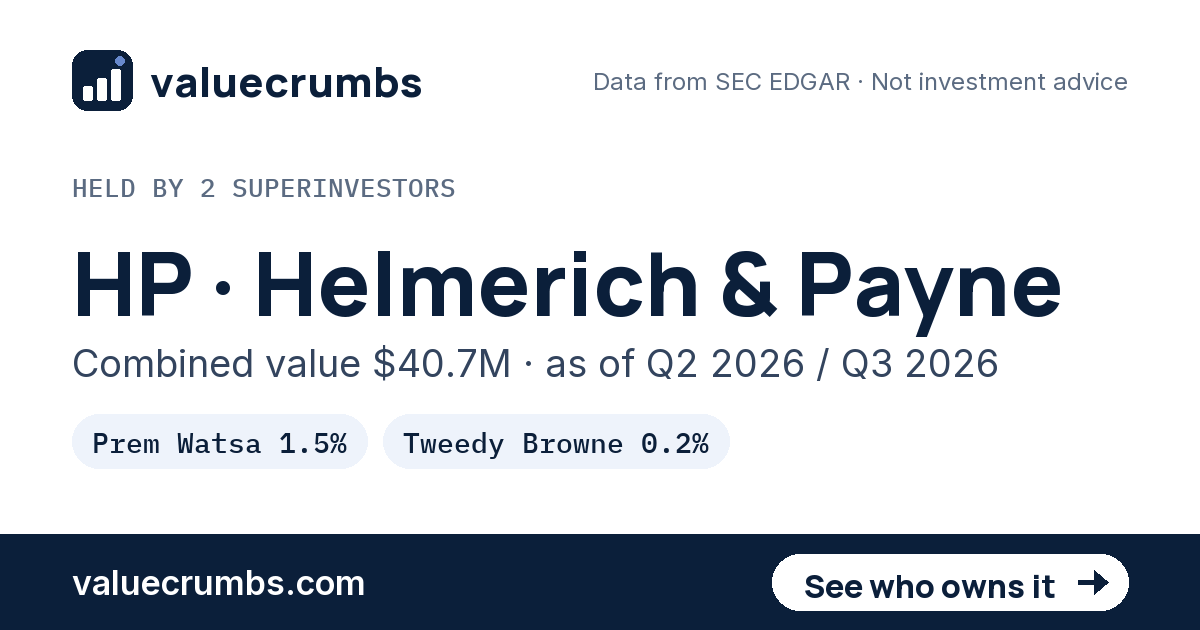 valuecrumbs
Data from SEC EDGAR · Not investment advice
HELD BY 2 SUPERINVESTORS
HP · Helmerich & Payne
Combined value $40.7M · as of Q2 2026 / Q3 2026
Prem Watsa 1.5%
Tweedy Browne 0.2%
valuecrumbs.com
See who owns it →